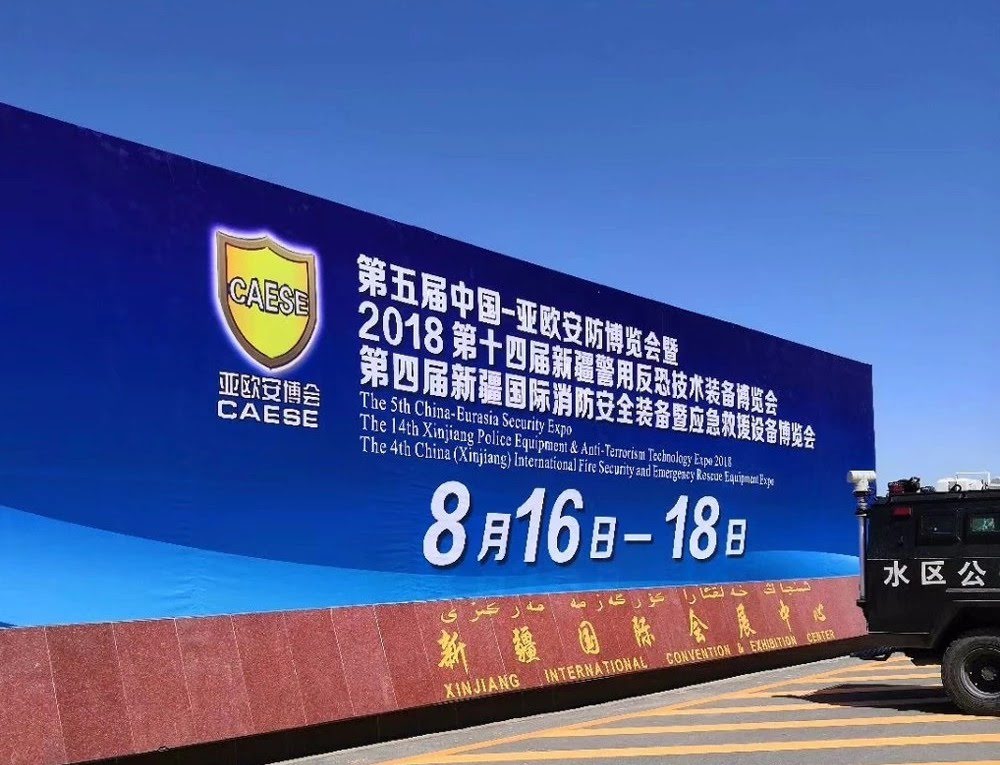 CAESE
亚欧安博会
CAESE
第五届中国-亚欧安防博览会暨
2018 第十四届新疆警用反恐技术装备博览会
第四届新疆国际消防安全装备暨应急救援设备博览会
The 5th China-Eurasia Security Expo
The 14th Xinjiang Police Equipment & Anti-Terrorism Technology Expo 2018
The 4th China (Xinjiang) International Fire Security and Emergency Rescue Equipment Expo
8月16日-18日
شىنجاڭ خەلقئارا كۆرگەزمە مەركىزى
新疆国际会展中心
XINJIANG INTERNATIONAL CONVENTION & EXHIBITION CENTER
水区公